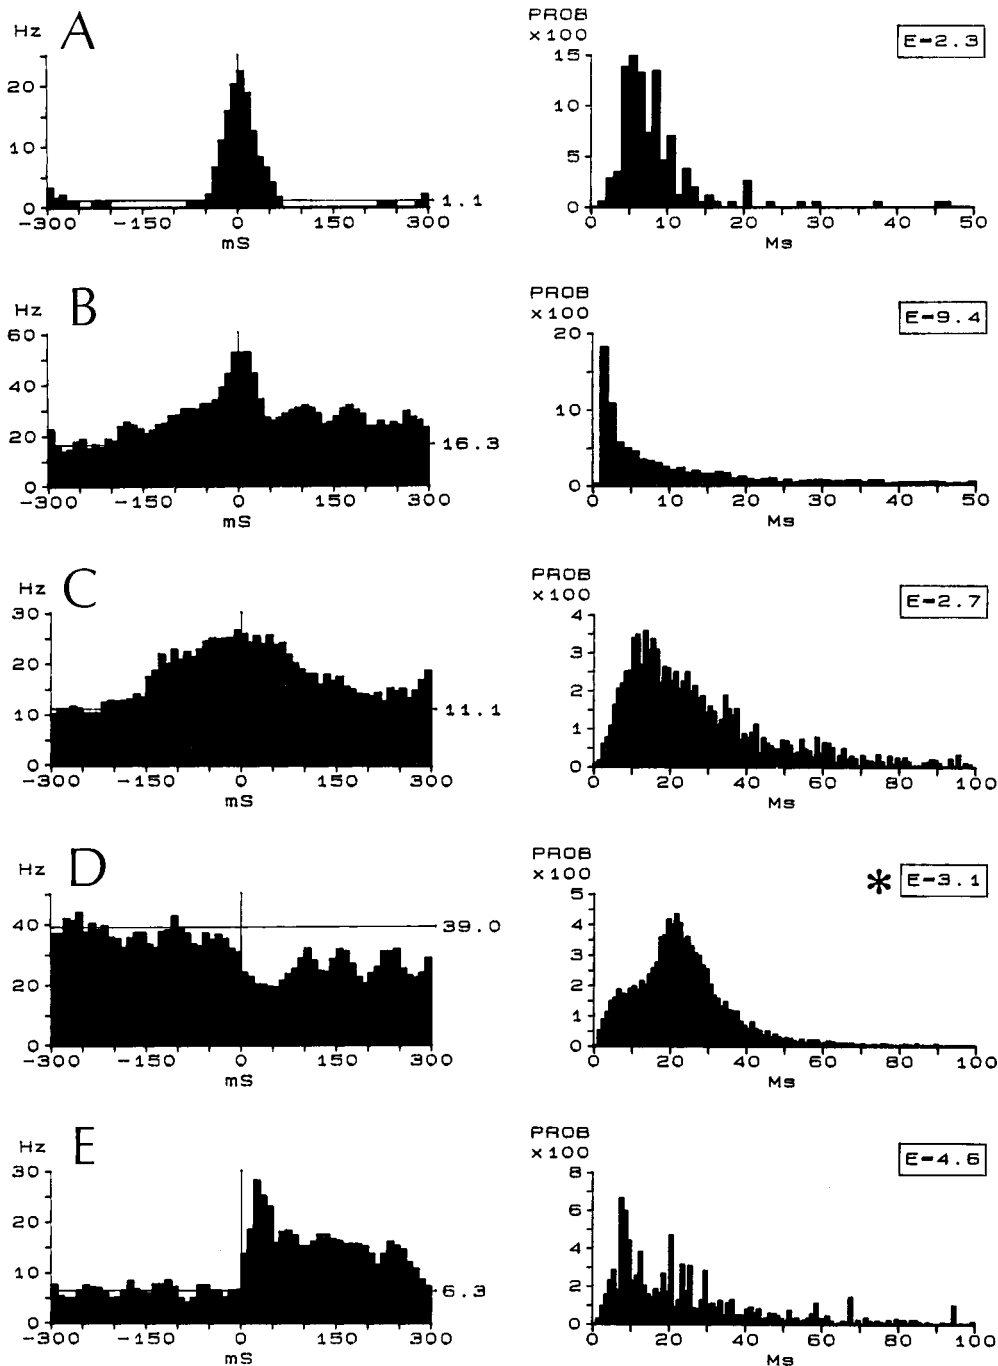 A
Hz
20
10
0
-300 -150 0 150 300
mS
1.1
PROB
x100
E=2.3
15
10
5
0
0 10 20 30 40 50
Ms
B
Hz
60
40
20
0
-300 -150 0 150 300
mS
16.3
PROB
x100
E=9.4
20
10
0
0 10 20 30 40 50
Ms
C
Hz
30
20
10
0
-300 -150 0 150 300
mS
11.1
PROB
x100
E=2.7
4
3
2
1
0
0 20 40 60 80 100
Ms
D
Hz
40
20
0
-300 -150 0 150 300
mS
39.0
PROB
x100
* E=3.1
5
4
3
2
1
0
0 20 40 60 80 100
Ms
E
Hz
30
20
10
0
-300 -150 0 150 300
mS
6.3
PROB
x100
E=4.6
8
6
4
2
0
0 20 40 60 80 100
Ms